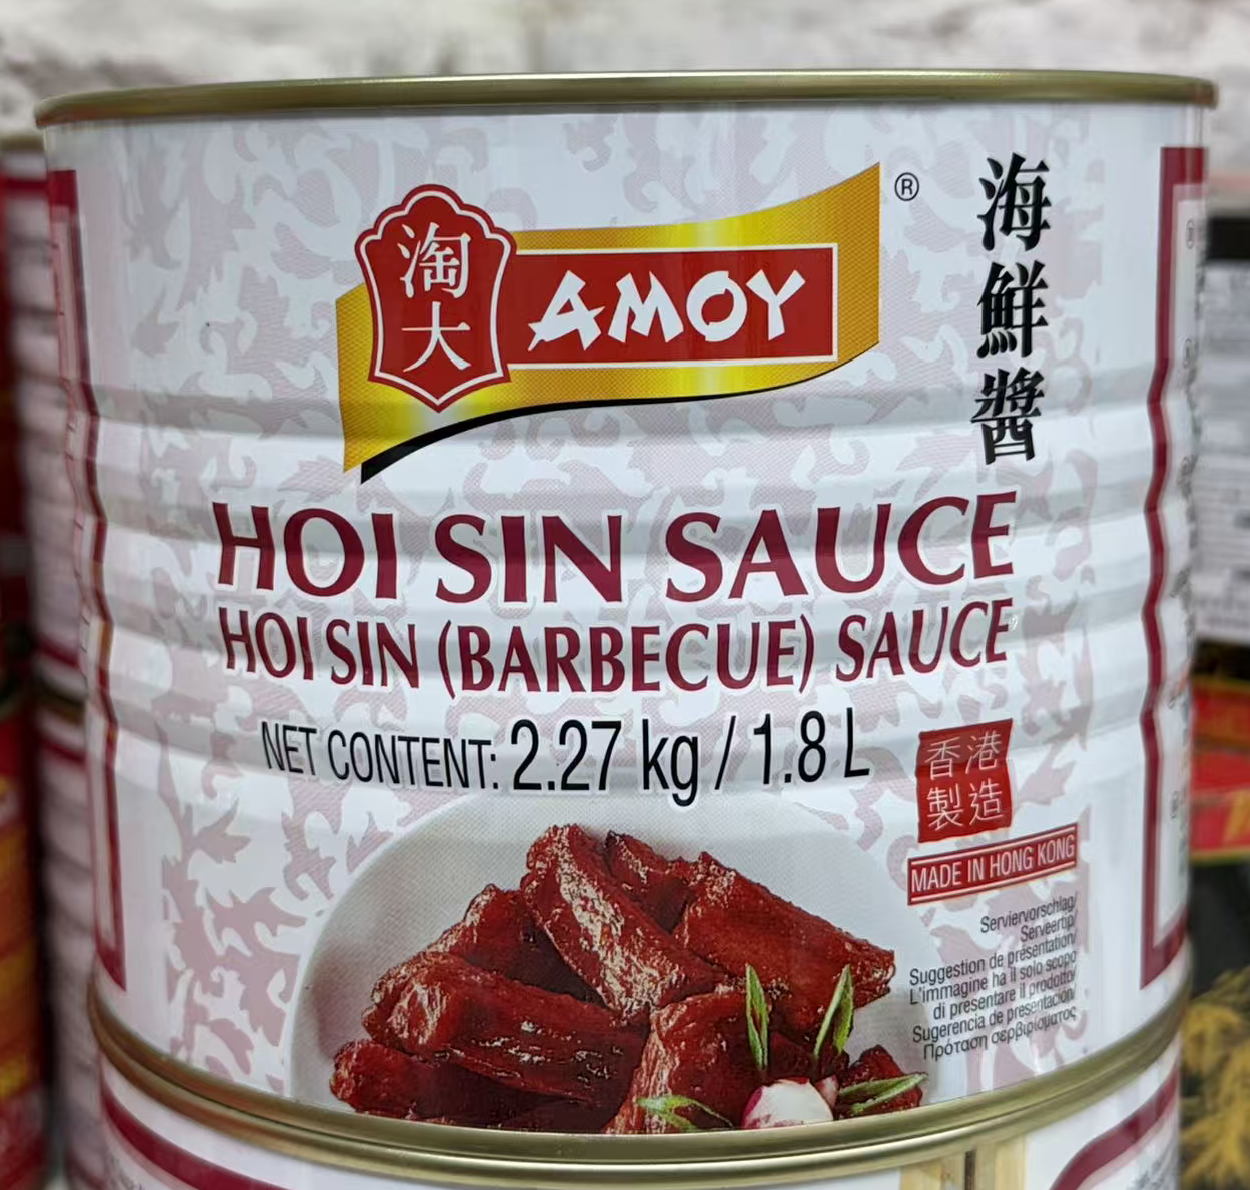 淘大
AMOY
®
海鮮醬
HOI SIN SAUCE
HOI SIN (BARBECUE) SAUCE
NET CONTENT: 2.27 kg / 1.8 L
香港
製造
MADE IN HONG KONG
Serviervorschlag/
Serveertip/
Suggestion de présentation/
L'immagine ha il solo scopo
di presentare il prodotto/
Sugerencia de presentación/
Πρόταση σερβιρίσματος